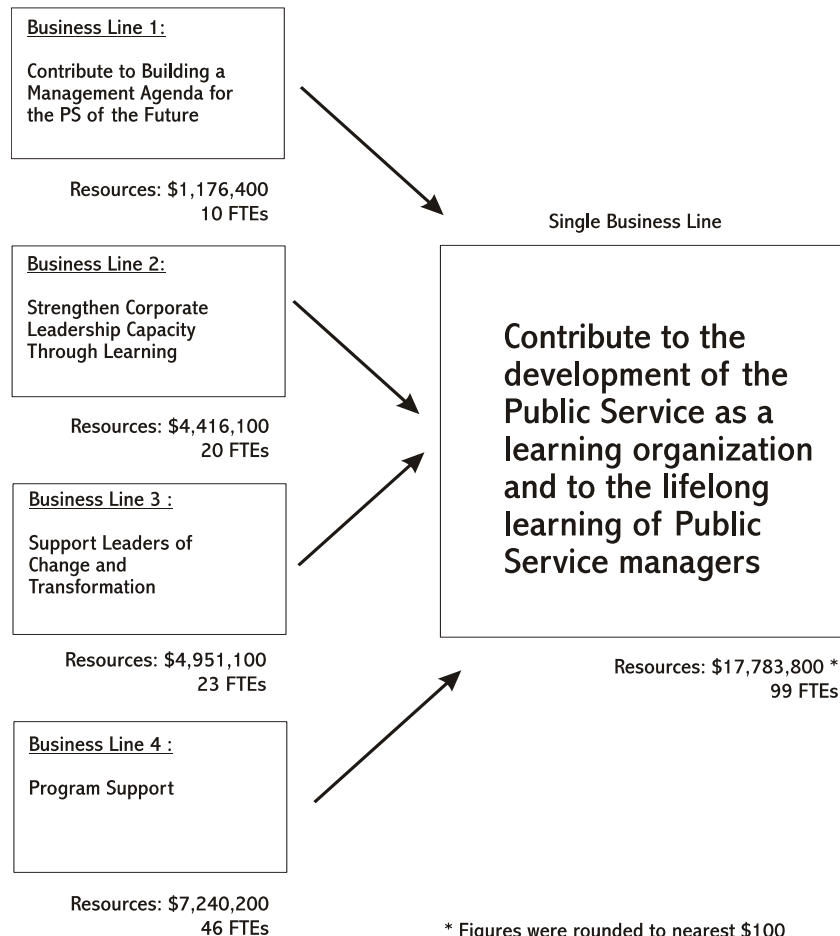 Business Line 1:
Contribute to Building a
Management Agenda for
the PS of the Future
Resources: $1,176,400
10 FTEs
Business Line 2:
Strengthen Corporate
Leadership Capacity
Through Learning
Resources: $4,416,100
20 FTEs
Business Line 3 :
Support Leaders of
Change and
Transformation
Resources: $4,951,100
23 FTEs
Business Line 4 :
Program Support
Resources: $7,240,200
46 FTEs
Single Business Line
Contribute to the
development of the
Public Service as a
learning organization
and to the lifelong
learning of Public
Service managers
Resources: $17,783,800 *
99 FTEs
* Figures were rounded to nearest $100